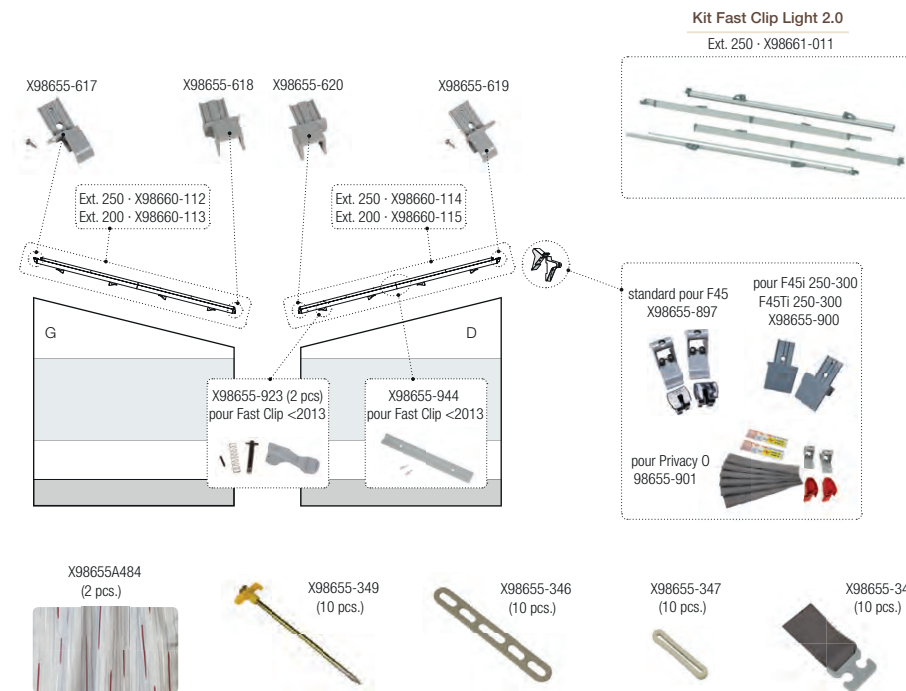 Kit Fast Clip Light 2.0
Ext. 250 · X98661-011
X98655-617
X98655-618
X98655-620
X98655-619
Ext. 250 · X98660-112
Ext. 200 · X98660-113
Ext. 250 · X98660-114
Ext. 200 · X98660-115
standard pour F45
X98655-897
pour F45i 250-300
F45Ti 250-300
X98655-900
G
D
X98655-923 (2 pcs)
pour Fast Clip <2013
X98655-944
pour Fast Clip <2013
pour Privacy O
98655-901
X98655A484
(2 pcs.)
X98655-349
(10 pcs.)
X98655-346
(10 pcs.)
X98655-347
(10 pcs.)
(10 pcs.)